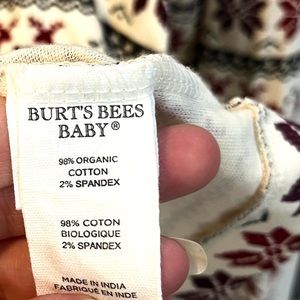 BURT'S BEES
BABY®
98% ORGANIC
COTTON
2% SPANDEX
98% COTON
BIOLOGIQUE
2% SPANDEX
MADE IN INDIA
FABRIQUÉ EN INDE